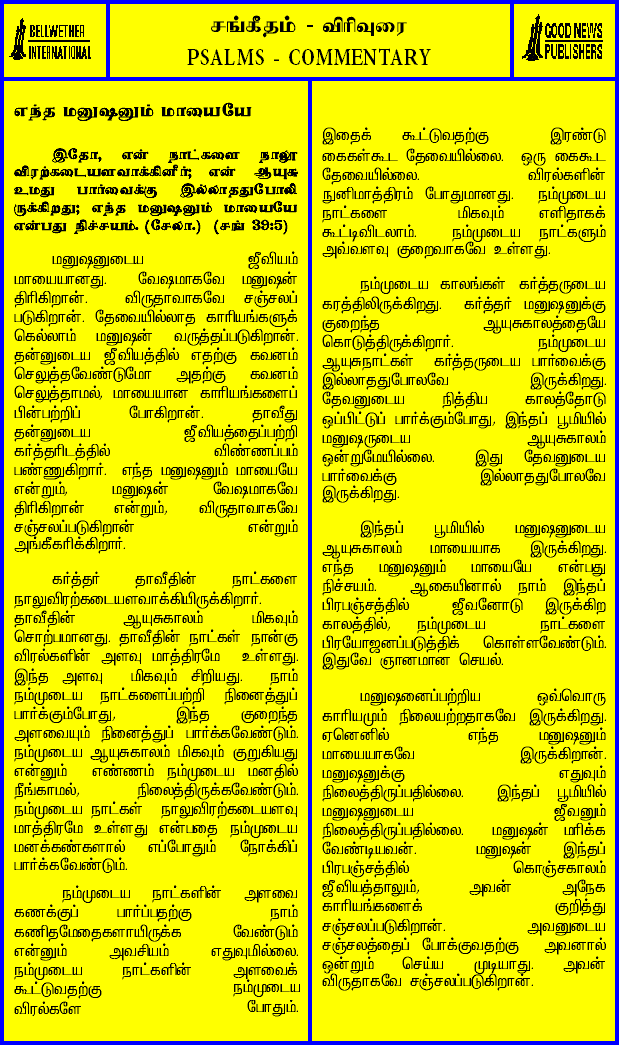 BELLWETHER
INTERNATIONAL
சங்கீதம் - விரிவுரை
PSALMS - COMMENTARY
GOOD NEWS
PUBLISHERS
எந்த மனுஷனும் மாயையே
இதோ, என் நாட்களை நாலு
விரற்கடையளவாக்கினீர்; என் ஆயுசு
உமது பார்வைக்கு இல்லாததுபோலி
ருக்கிறது; எந்த மனுஷனும் மாயையே
என்பது நிச்சயம். (சேலா.) (சங் 39:5)
மனுஷனுடைய ஜீவியம்
மாயையானது. வேஷமாகவே மனுஷன்
திரிகிறான். விருதாவாகவே சஞ்சலப்
படுகிறான். தேவையில்லாத காரியங்களுக்
கெல்லாம் மனுஷன் வருத்தப்படுகிறான்.
தன்னுடைய ஜீவியத்தில் எதற்கு கவனம்
செலுத்தவேண்டுமோ அதற்கு கவனம்
செலுத்தாமல், மாயையான காரியங்களைப்
பின்பற்றிப் போகிறான். தாவீது
தன்னுடைய ஜீவியத்தைப்பற்றி
கர்த்தரிடத்தில் விண்ணப்பம்
பண்ணுகிறார். எந்த மனுஷனும் மாயையே
என்றும், மனுஷன் வேஷமாகவே
திரிகிறான் என்றும், விருதாவாகவே
சஞ்சலப்படுகிறான் என்றும்
அங்கீகரிக்கிறார்.
கர்த்தர் தாவீதின் நாட்களை
நாலுவிரற்கடையளவாக்கியிருக்கிறார்.
தாவீதின் ஆயுசுகாலம் மிகவும்
சொற்பமானது. தாவீதின் நாட்கள் நான்கு
விரல்களின் அளவு மாத்திரமே உள்ளது.
இந்த அளவு மிகவும் சிறியது. நாம்
நம்முடைய நாட்களைப்பற்றி நினைத்துப்
பார்க்கும்போது, இந்த குறைந்த
அளவையும் நினைத்துப் பார்க்கவேண்டும்.
நம்முடைய ஆயுசுகாலம் மிகவும் குறுகியது
என்னும் எண்ணம் நம்முடைய மனதில்
நீங்காமல், நிலைத்திருக்கவேண்டும்.
நம்முடைய நாட்கள் நாலுவிரற்கடையளவு
மாத்திரமே உள்ளது என்பதை நம்முடைய
மனக்கண்களால் எப்போதும் நோக்கிப்
பார்க்கவேண்டும்.
நம்முடைய நாட்களின் அளவை
கணக்குப் பார்ப்பதற்கு நாம்
கணிதமேதைகளாயிருக்க வேண்டும்
என்னும் அவசியம் எதுவுமில்லை.
நம்முடைய நாட்களின் அளவைக்
கூட்டுவதற்கு நம்முடைய
விரல்களே போதும்.
இதைக் கூட்டுவதற்கு இரண்டு
கைகள்கூட தேவையில்லை. ஒரு கைகூட
தேவையில்லை. விரல்களின்
நுனிமாத்திரம் போதுமானது. நம்முடைய
நாட்களை மிகவும் எளிதாகக்
கூட்டிவிடலாம். நம்முடைய நாட்களும்
அவ்வளவு குறைவாகவே உள்ளது.
நம்முடைய காலங்கள் கர்த்தருடைய
கரத்திலிருக்கிறது. கர்த்தர் மனுஷனுக்கு
குறைந்த ஆயுசுகாலத்தையே
கொடுத்திருக்கிறார். நம்முடைய
ஆயுசுநாட்கள் கர்த்தருடைய பார்வைக்கு
இல்லாததுபோலவே இருக்கிறது.
தேவனுடைய நித்திய காலத்தோடு
ஒப்பிட்டுப் பார்க்கும்போது, இந்தப் பூமியில்
மனுஷருடைய ஆயுசுகாலம்
ஒன்றுமேயில்லை. இது தேவனுடைய
பார்வைக்கு இல்லாததுபோலவே
இருக்கிறது.
இந்தப் பூமியில் மனுஷனுடைய
ஆயுசுகாலம் மாயையாக இருக்கிறது.
எந்த மனுஷனும் மாயையே என்பது
நிச்சயம். ஆகையினால் நாம் இந்தப்
பிரபஞ்சத்தில் ஜீவனோடு இருக்கிற
காலத்தில், நம்முடைய நாட்களை
பிரயோஜனப்படுத்திக் கொள்ளவேண்டும்.
இதுவே ஞானமான செயல்.
மனுஷனைப்பற்றிய ஒவ்வொரு
காரியமும் நிலையற்றதாகவே இருக்கிறது.
ஏனெனில் எந்த மனுஷனும்
மாயையாகவே இருக்கிறான்.
மனுஷனுக்கு எதுவும்
நிலைத்திருப்பதில்லை. இந்தப் பூமியில்
மனுஷனுடைய ஜீவனும்
நிலைத்திருப்பதில்லை. மனுஷன் மரிக்க
வேண்டியவன். மனுஷன் இந்தப்
பிரபஞ்சத்தில் கொஞ்சகாலம்
ஜீவியத்தாலும், அவன் அநேக
காரியங்களைக் குறித்து
சஞ்சலப்படுகிறான். அவனுடைய
சஞ்சலத்தைப் போக்குவதற்கு அவனால்
ஒன்றும் செய்ய முடியாது. அவன்
விருதாகவே சஞ்சலப்படுகிறான்.